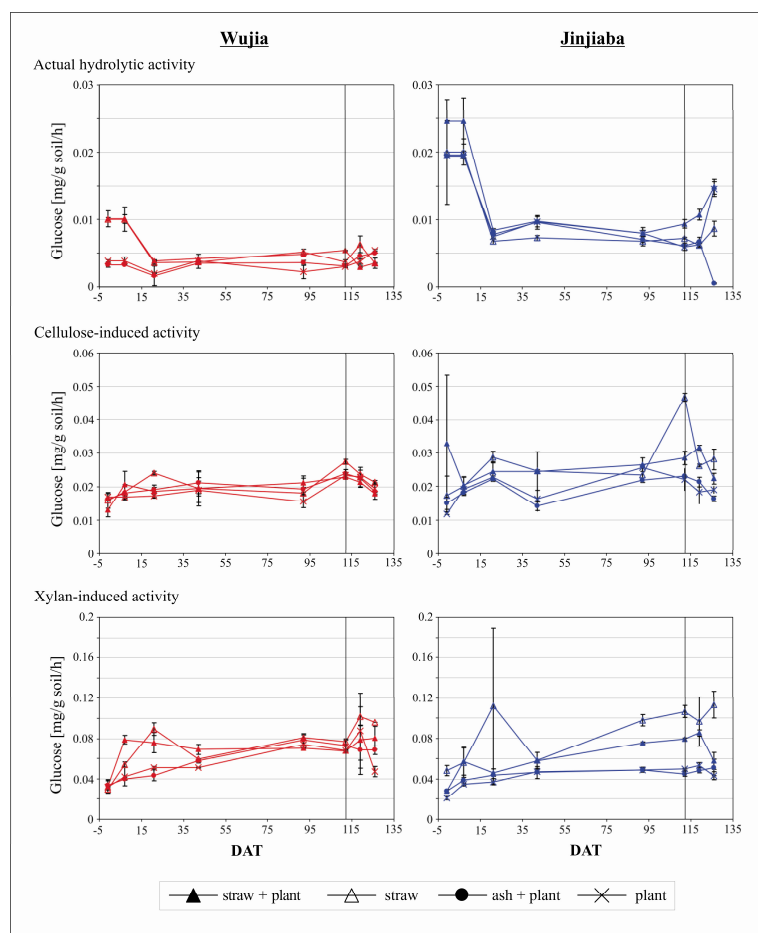 Wujia Jinjiaba
Actual hydrolytic activity
Glucose [mg/g soil/h]
0.03 0.03
0.02 0.02
0.01 0.01
0 0
-5 15 35 55 75 95 115 135 -5 15 35 55 75 95 115 135
Cellulose-induced activity
Glucose [mg/g soil/h]
0.06 0.06
0.05 0.05
0.04 0.04
0.03 0.03
0.02 0.02
0.01 0.01
0 0
-5 15 35 55 75 95 115 135 -5 15 35 55 75 95 115 135
Xylan-induced activity
Glucose [mg/g soil/h]
0.2 0.2
0.16 0.16
0.12 0.12
0.08 0.08
0.04 0.04
0 0
-5 15 35 55 75 95 115 135 -5 15 35 55 75 95 115 135
DAT DAT
straw + plant straw ash + plant plant